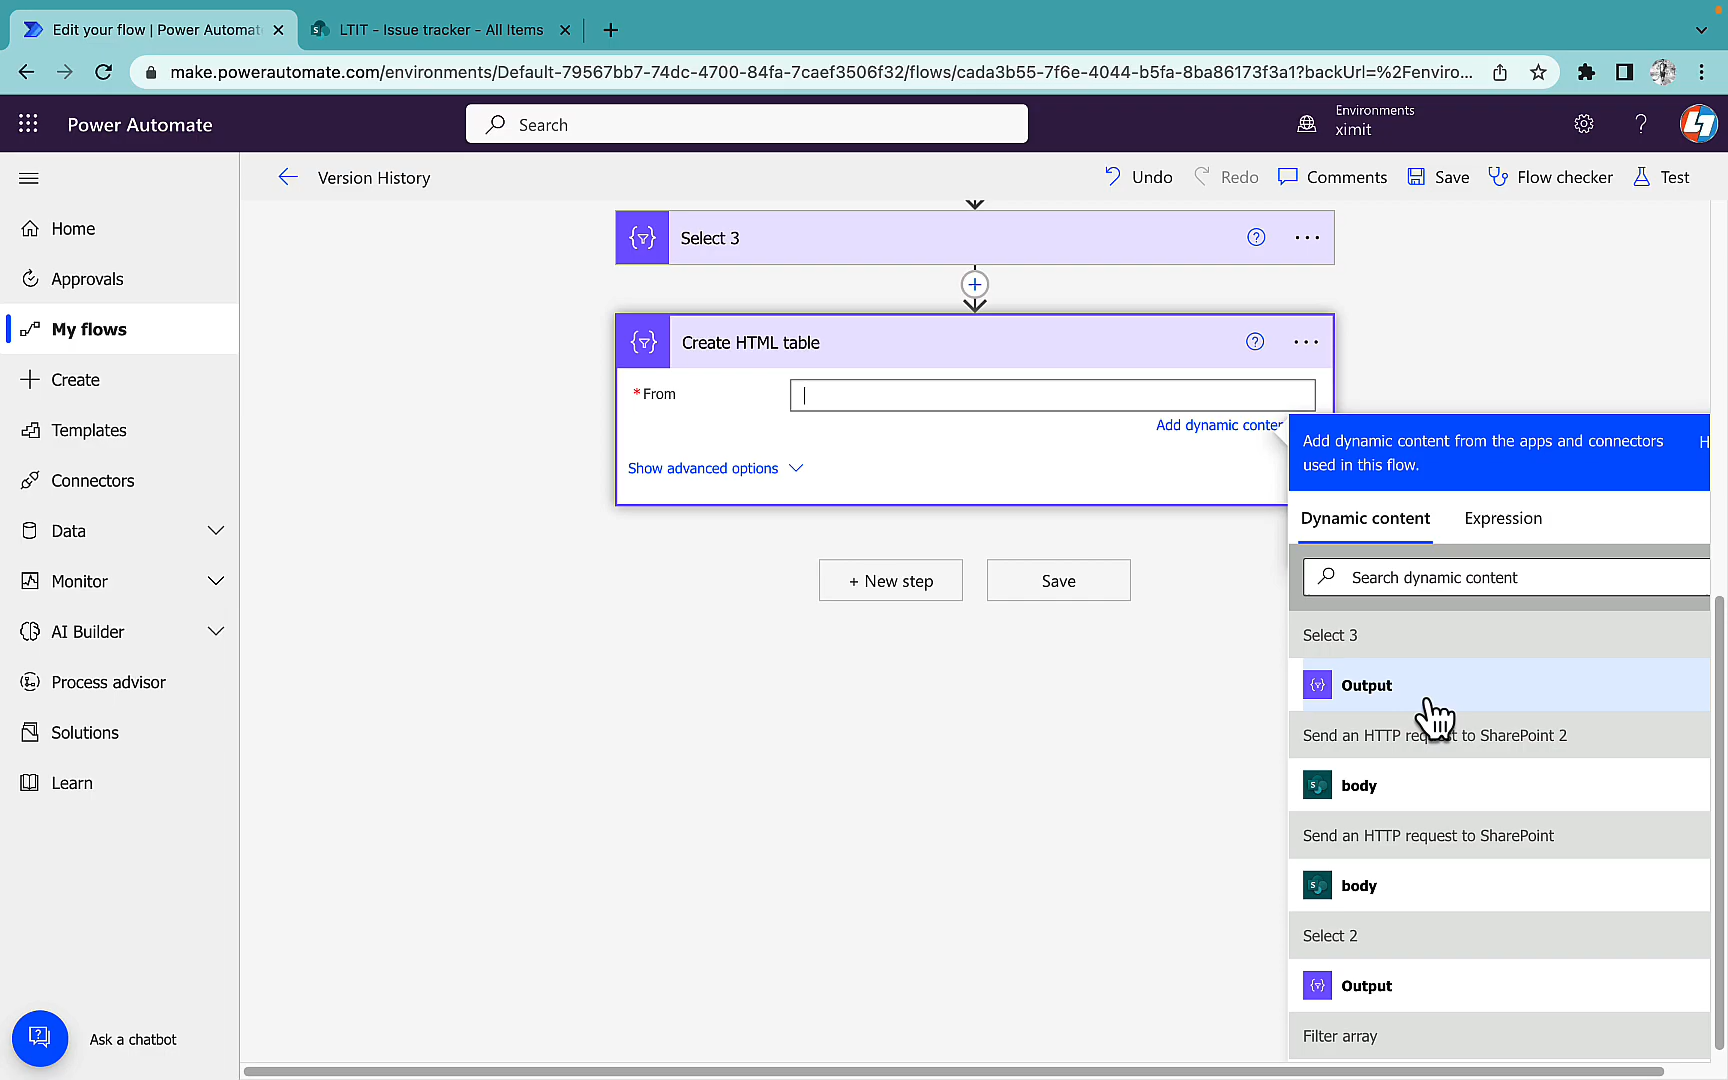 Edit your flow | Power Automat
LTIT - Issue tracker - All Items
make.powerautomate.com/environments/Default-79567bb7-74dc-4700-84fa-7caef3506f32/flows/cada3b55-7f6e-4044-b5fa-8ba86173f3a1?backUrl=%2Fenviro...
Power Automate
Search
Environments
ximit
Version History
Undo
Redo
Comments
Save
Flow checker
Test
Home
Approvals
My flows
Create
Templates
Connectors
Data
Monitor
AI Builder
Process advisor
Solutions
Learn
Ask a chatbot
Select 3
Create HTML table
* From
Add dynamic conten
Show advanced options
+ New step
Save
Add dynamic content from the apps and connectors
used in this flow.
H
Dynamic content
Expression
Search dynamic content
Select 3
Output
Send an HTTP request to SharePoint 2
body
Send an HTTP request to SharePoint
body
Select 2
Output
Filter array